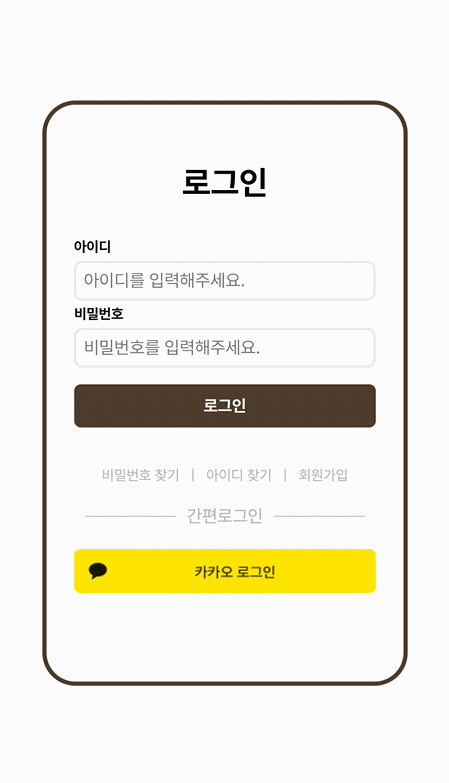 로그인
아이디
아이디를 입력해주세요.
비밀번호
비밀번호를 입력해주세요.
로그인
비밀번호 찾기 | 아이디 찾기 | 회원가입
간편로그인
카카오 로그인